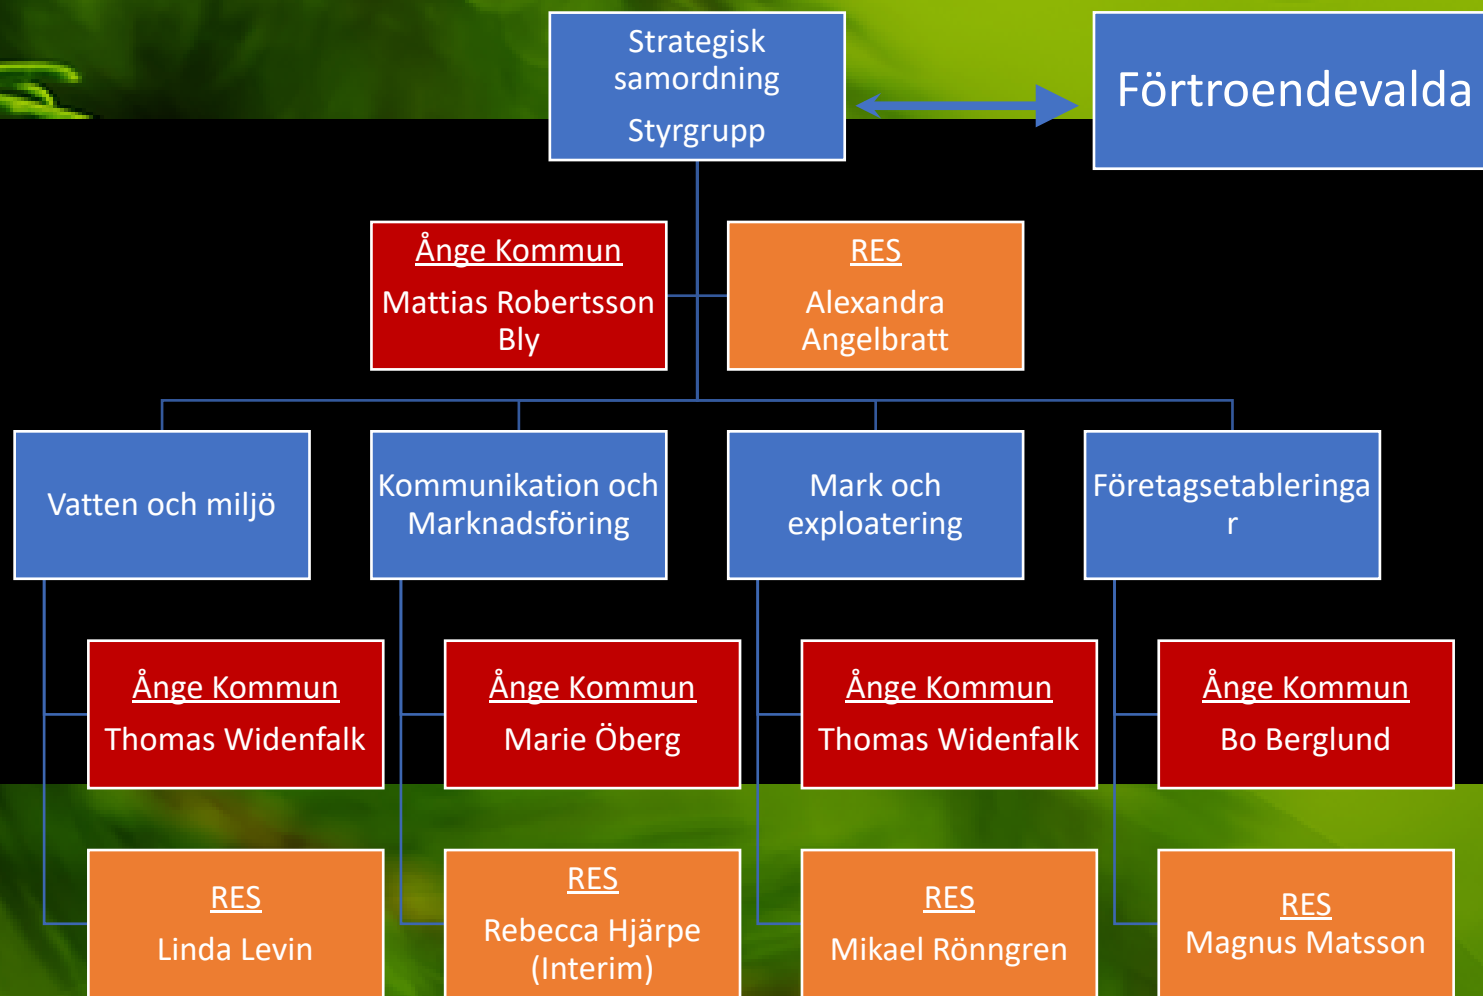 Strategisk
samordning
Styrgrupp
Förtroendevalda
Ånge Kommun
Mattias Robertsson
Bly
RES
Alexandra
Angelbratt
Vatten och miljö
Kommunikation och
Marknadsföring
Mark och
exploatering
Företagsetableringa
r
Ånge Kommun
Thomas Widenfalk
Ånge Kommun
Marie Öberg
Ånge Kommun
Thomas Widenfalk
Ånge Kommun
Bo Berglund
RES
Linda Levin
RES
Rebecca Hjärpe
(Interim)
RES
Mikael Rönngren
RES
Magnus Matsson